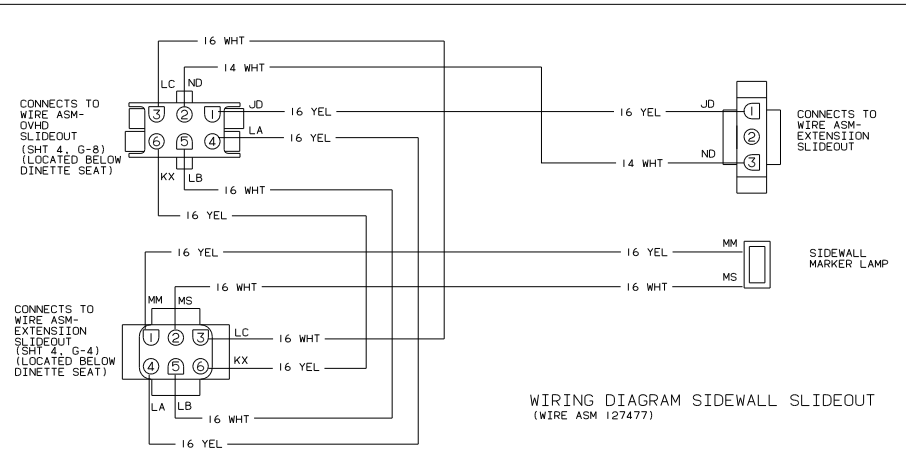 16 WHT
14 WHT
LC ND
CONNECTS TO
WIRE ASM-
OVHD
SLIDEOUT
(SHT 4, G-8)
(LOCATED BELOW
DINETTE SEAT)
3 2 1
6 5 4
JD
LA
KX LB
16 YEL
16 YEL
16 WHT
16 YEL
16 YEL
14 WHT
JD
ND
1
2
3
CONNECTS TO
WIRE ASM-
EXTENSIION
SLIDEOUT
16 YEL
16 YEL
MM
16 WHT
16 WHT
MS
SIDEWALL
MARKER LAMP
CONNECTS TO
WIRE ASM-
EXTENSIION
SLIDEOUT
(SHT 4, G-4)
(LOCATED BELOW
DINETTE SEAT)
MM MS
1 2 3
4 5 6
LC
KX
LA LB
16 WHT
16 YEL
16 WHT
16 YEL
WIRING DIAGRAM SIDEWALL SLIDEOUT
(WIRE ASM 127477)